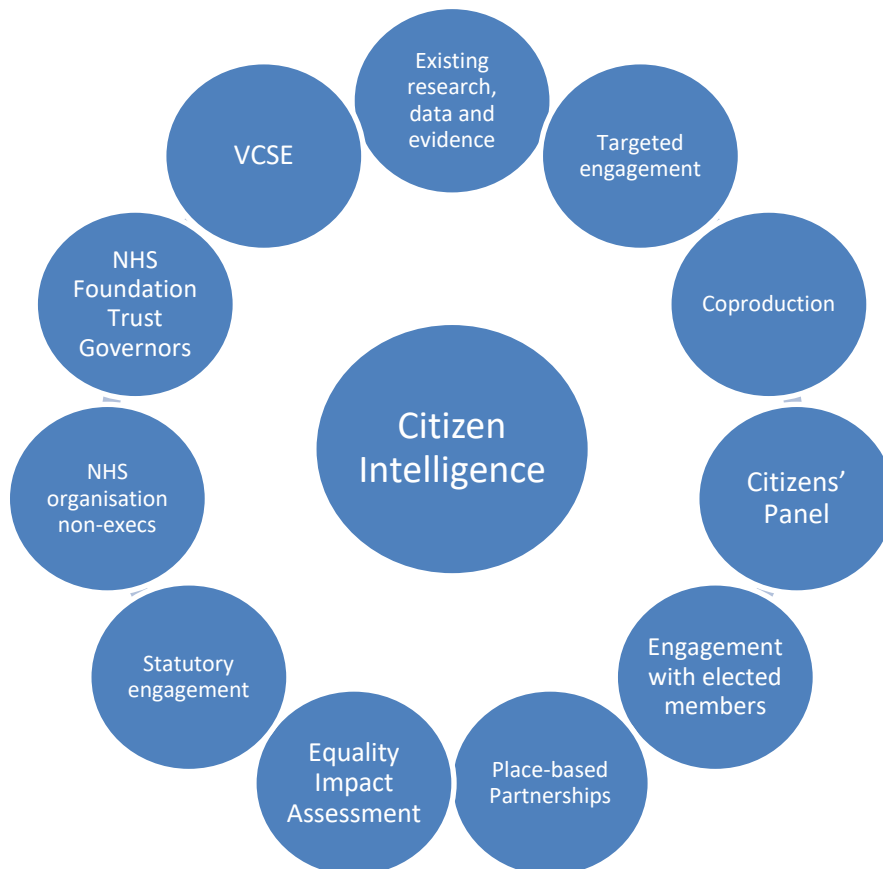 Existing
research,
data and
evidence
Targeted
engagement
Coproduction
Citizens’
Panel
Engagement
with elected
members
Place-based
Partnerships
Equality
Impact
Assessment
Statutory
engagement
NHS
organisation
non-execs
NHS
Foundation
Trust
Governors
VCSE
Citizen
Intelligence